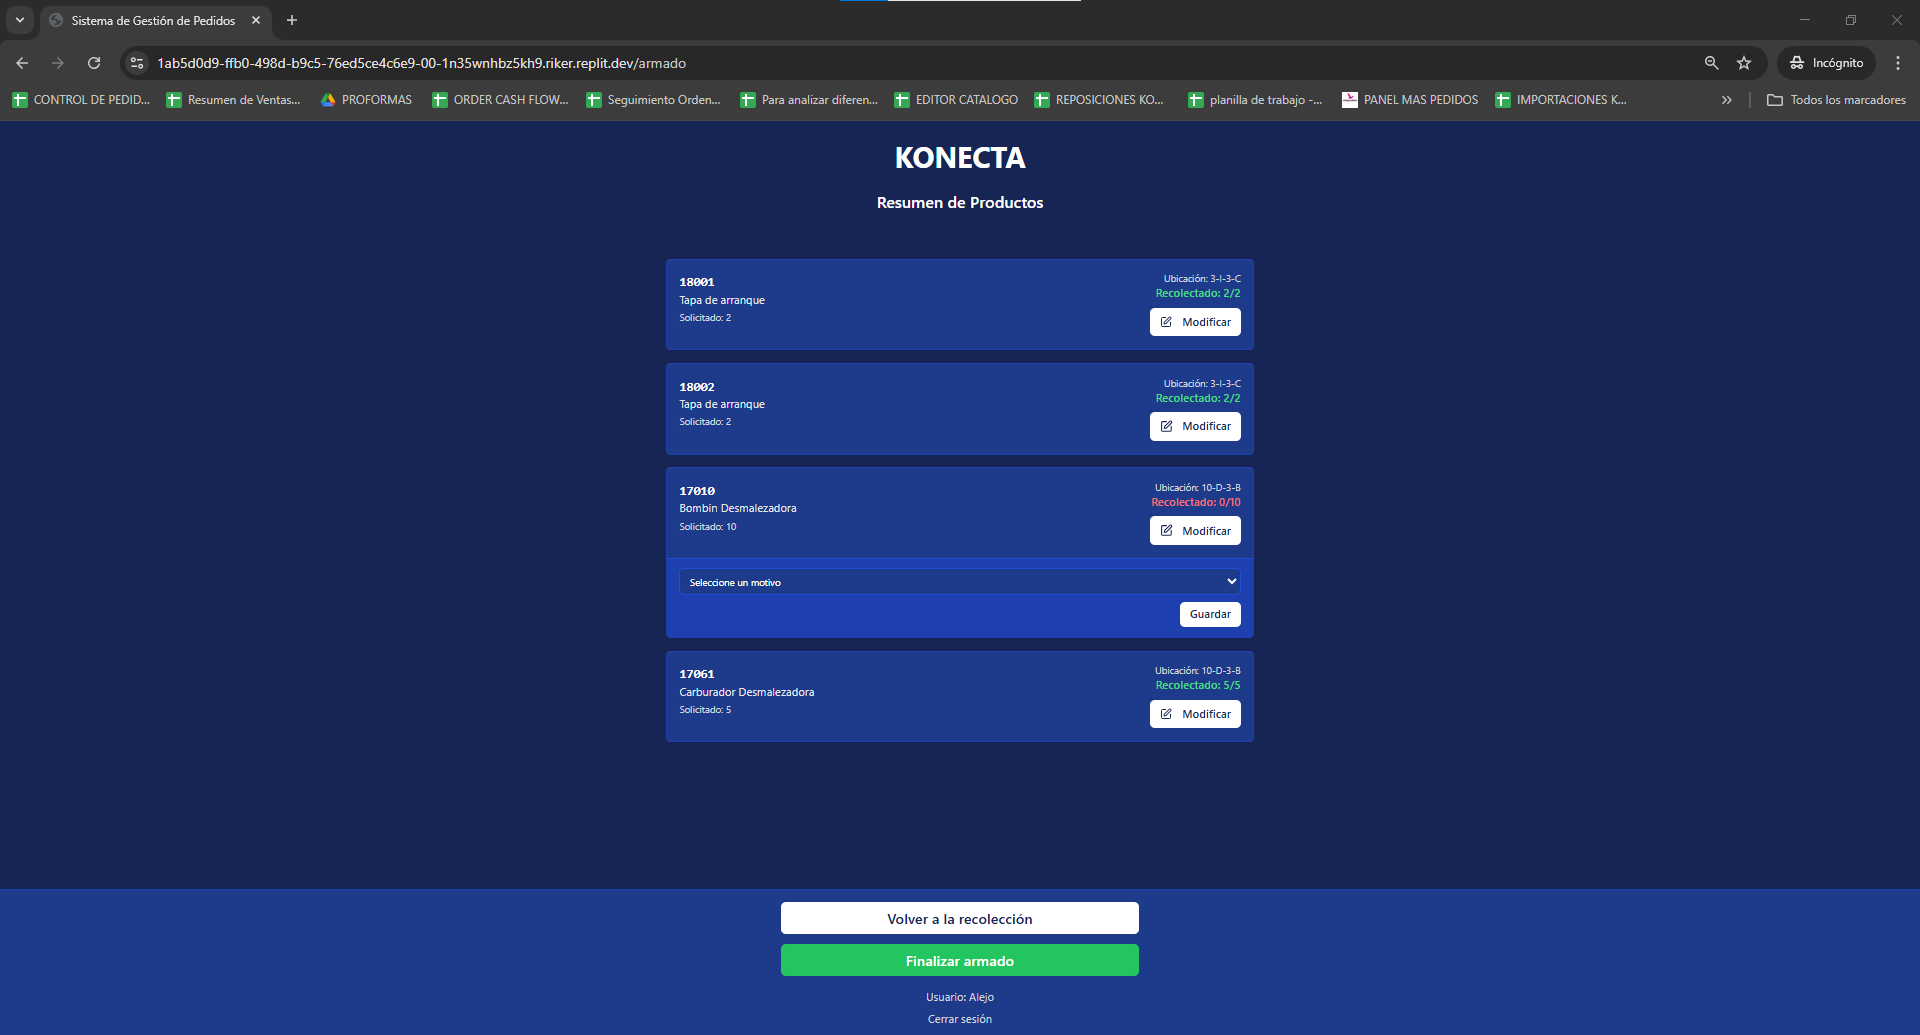 Sistema de Gestión de Pedidos
1ab5d0d9-ffb0-498d-b9c5-76ed5ce4c6e9-00-1n35wnhbz5kh9.riker.replit.dev/armado
Incógnito
CONTROL DE PEDID...
Resumen de Ventas...
PROFORMAS
ORDER CASH FLOW...
Seguimiento Orden...
Para analizar diferen...
EDITOR CATALOGO
REPOSICIONES KO...
planilla de trabajo -...
PANEL MAS PEDIDOS
IMPORTACIONES K...
Todos los marcadores
KONECTA
Resumen de Productos
18001
Tapa de arranque
Solicitado: 2
Ubicación: 3-I-3-C
Recolectado: 2/2
Modificar
18002
Tapa de arranque
Solicitado: 2
Ubicación: 3-I-3-C
Recolectado: 2/2
Modificar
17010
Bombin Desmalezadora
Solicitado: 10
Ubicación: 10-D-3-B
Recolectado: 0/10
Modificar
Seleccione un motivo
Guardar
17061
Carburador Desmalezadora
Solicitado: 5
Ubicación: 10-D-3-B
Recolectado: 5/5
Modificar
Volver a la recolección
Finalizar armado
Usuario: Alejo
Cerrar sesión